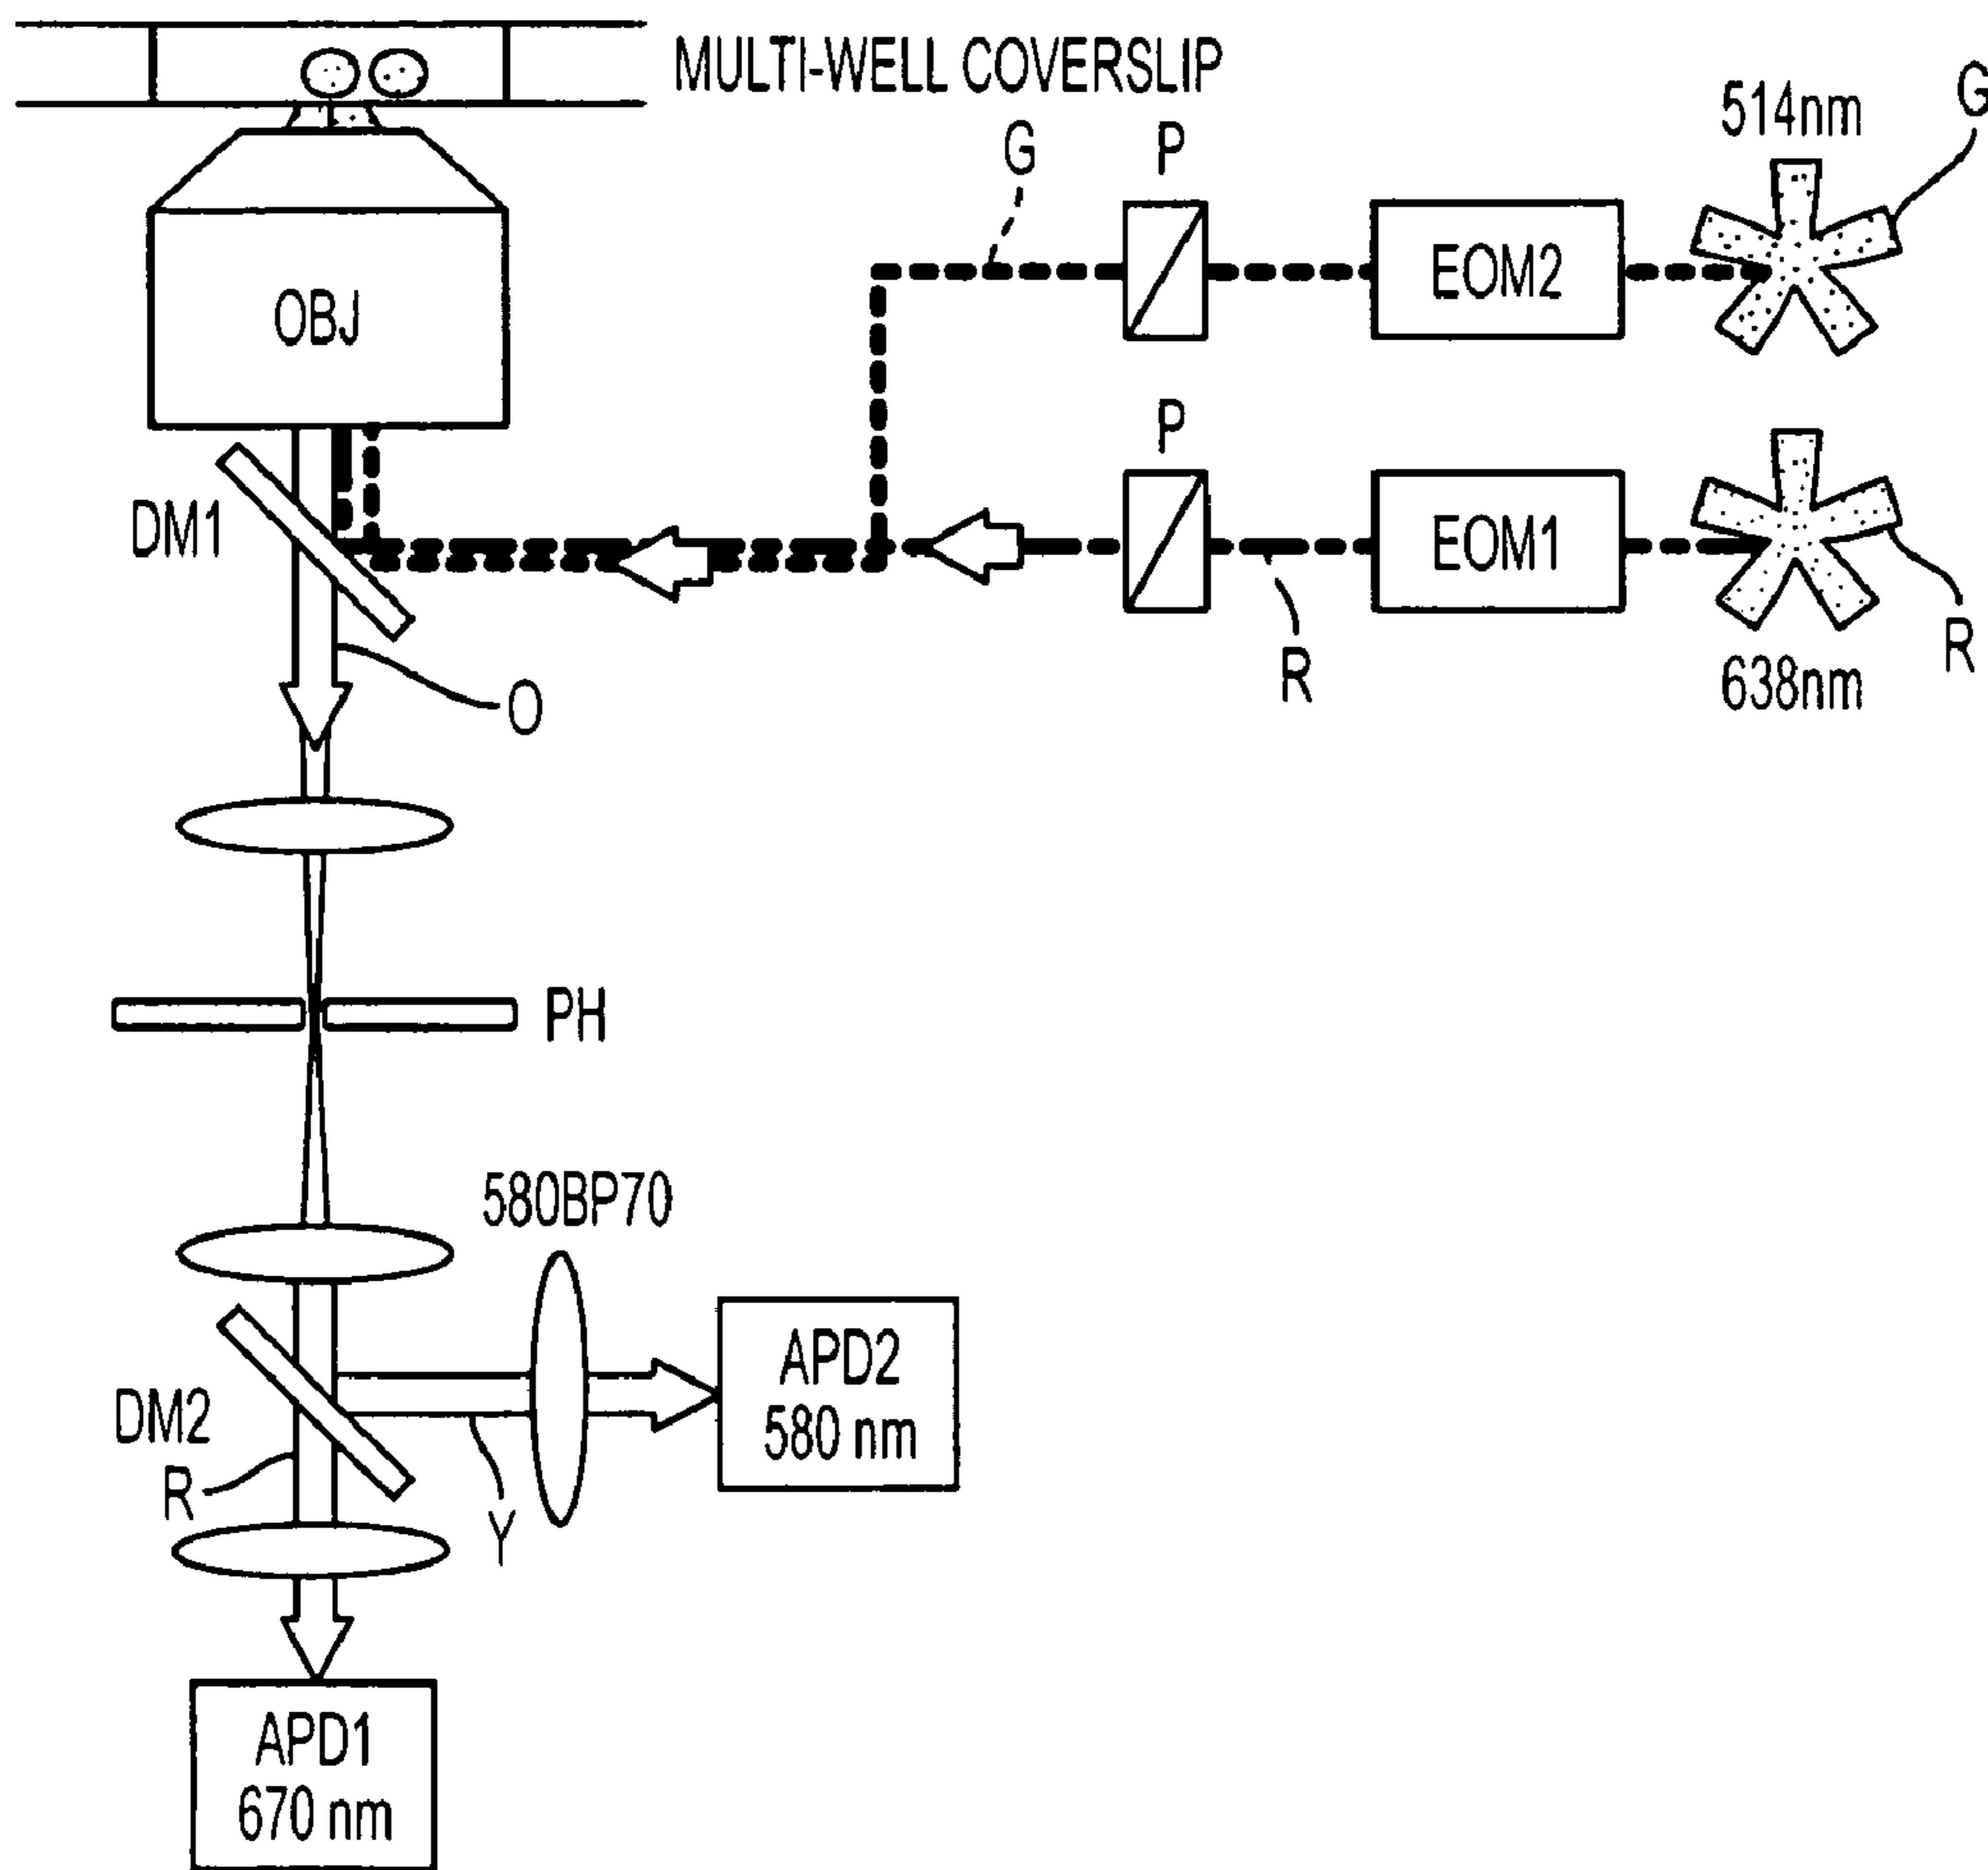 MULTI-WELL COVERSLIP
514nm
G
G
P
EOM2
OBJ
P
DM1
EOM1
R
R
638nm
O
PH
580BP70
APD2
580 nm
DM2
R
Y
APD1
670 nm